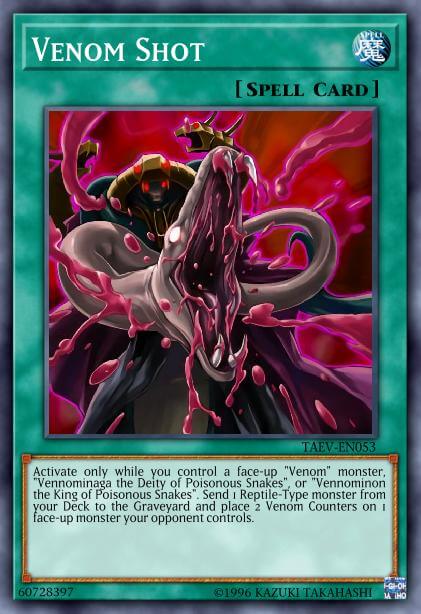 Venom Shot
SPELL
魔
[ Spell Card ]
TAEV-EN053
Activate only while you control a face-up "Venom" monster,
"Vennominaga the Deity of Poisonous Snakes", or "Vennominon
the King of Poisonous Snakes". Send 1 Reptile-Type monster from
your Deck to the Graveyard and place 2 Venom Counters on 1
face-up monster your opponent controls.
60728397
©1996 KAZUKI TAKAHASHI